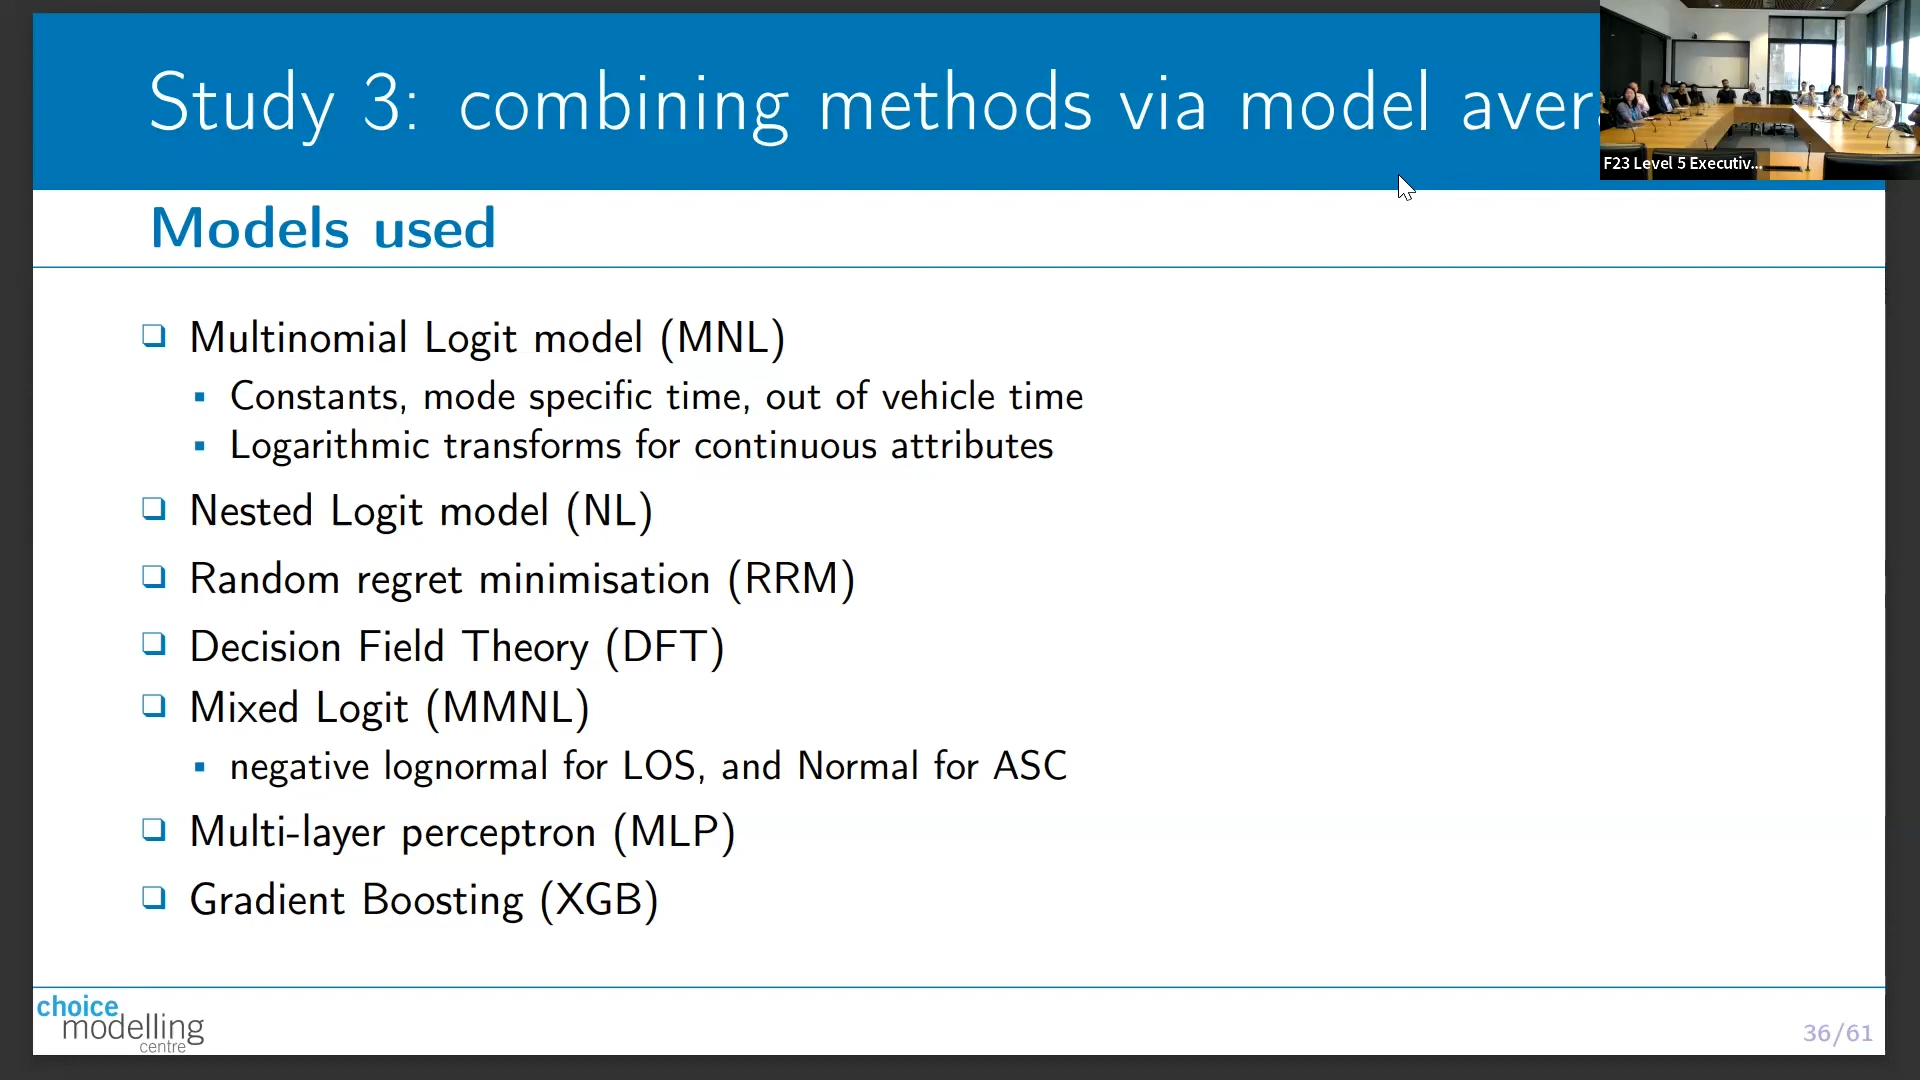 Study 3: combining methods via model aver
F23 Level 5 Executiv...
Models used
Multinomial Logit model (MNL)
Constants, mode specific time, out of vehicle time
Logarithmic transforms for continuous attributes
Nested Logit model (NL)
Random regret minimisation (RRM)
Decision Field Theory (DFT)
Mixed Logit (MMNL)
negative lognormal for LOS, and Normal for ASC
Multi-layer perceptron (MLP)
Gradient Boosting (XGB)
choice
modelling
centre
36/61